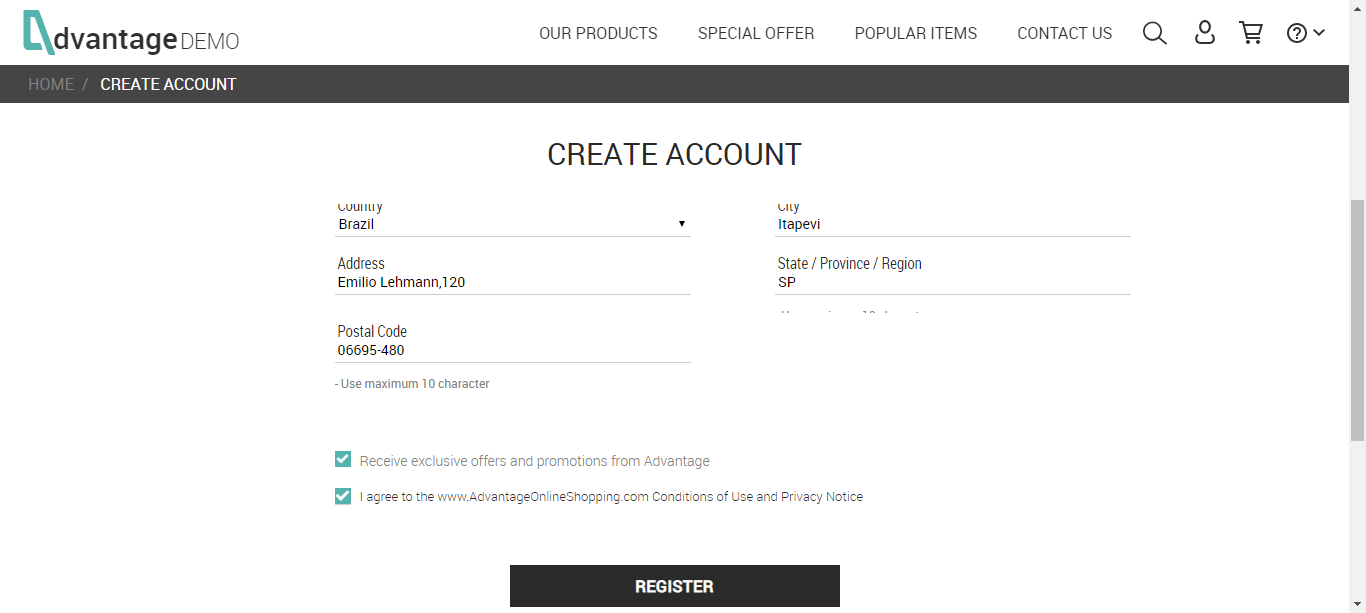 dvantage DEMO
OUR PRODUCTS SPECIAL OFFER POPULAR ITEMS CONTACT US
HOME / CREATE ACCOUNT
CREATE ACCOUNT
Country City
Brazil Itapevi
Address State / Province / Region
Emilio Lehmann,120 SP
Postal Code
06695-480
- Use maximum 10 character
Receive exclusive offers and promotions from Advantage
I agree to the www.AdvantageOnlineShopping.com Conditions of Use and Privacy Notice
REGISTER